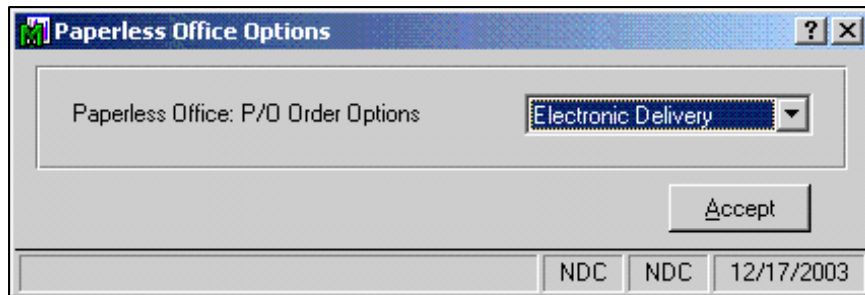 Paperless Office Options
Paperless Office: P/O Order Options Electronic Delivery
Accept
NDC NDC 12/17/2003